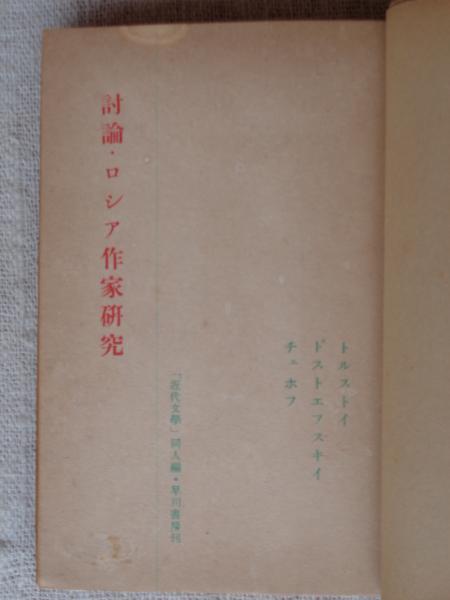 トルストイ
ドストエフスキイ
チェホフ
「近代文學」同人編・早川書房刊
討論・ロシア作家研究